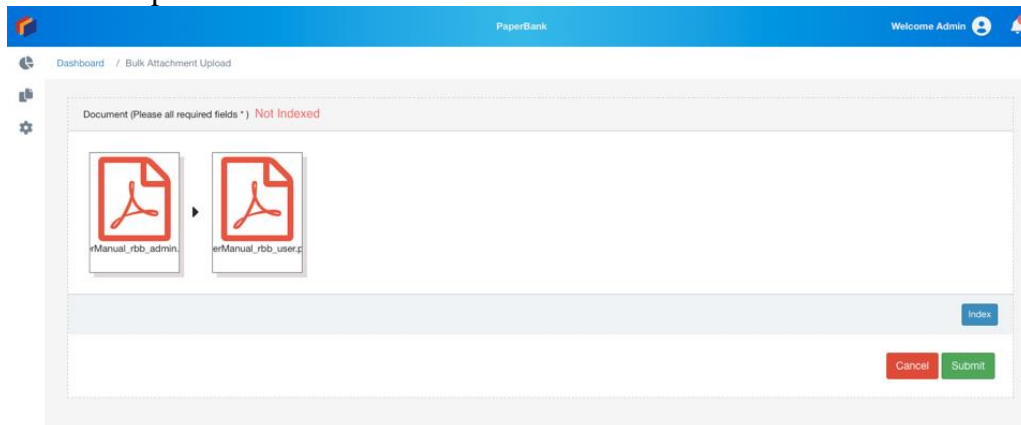 PaperBank
Welcome Admin
Dashboard / Bulk Attachment Upload
Document (Please all required fields * ) Not Indexed
erManual_rbb_admin.
erManual_rbb_user.p
Index
Cancel Submit